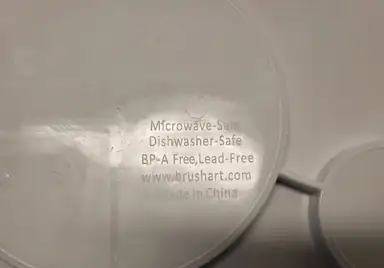 Microwave-Safe
Dishwasher-Safe
BP-A Free,Lead-Free
www.brushart.com
Made in China